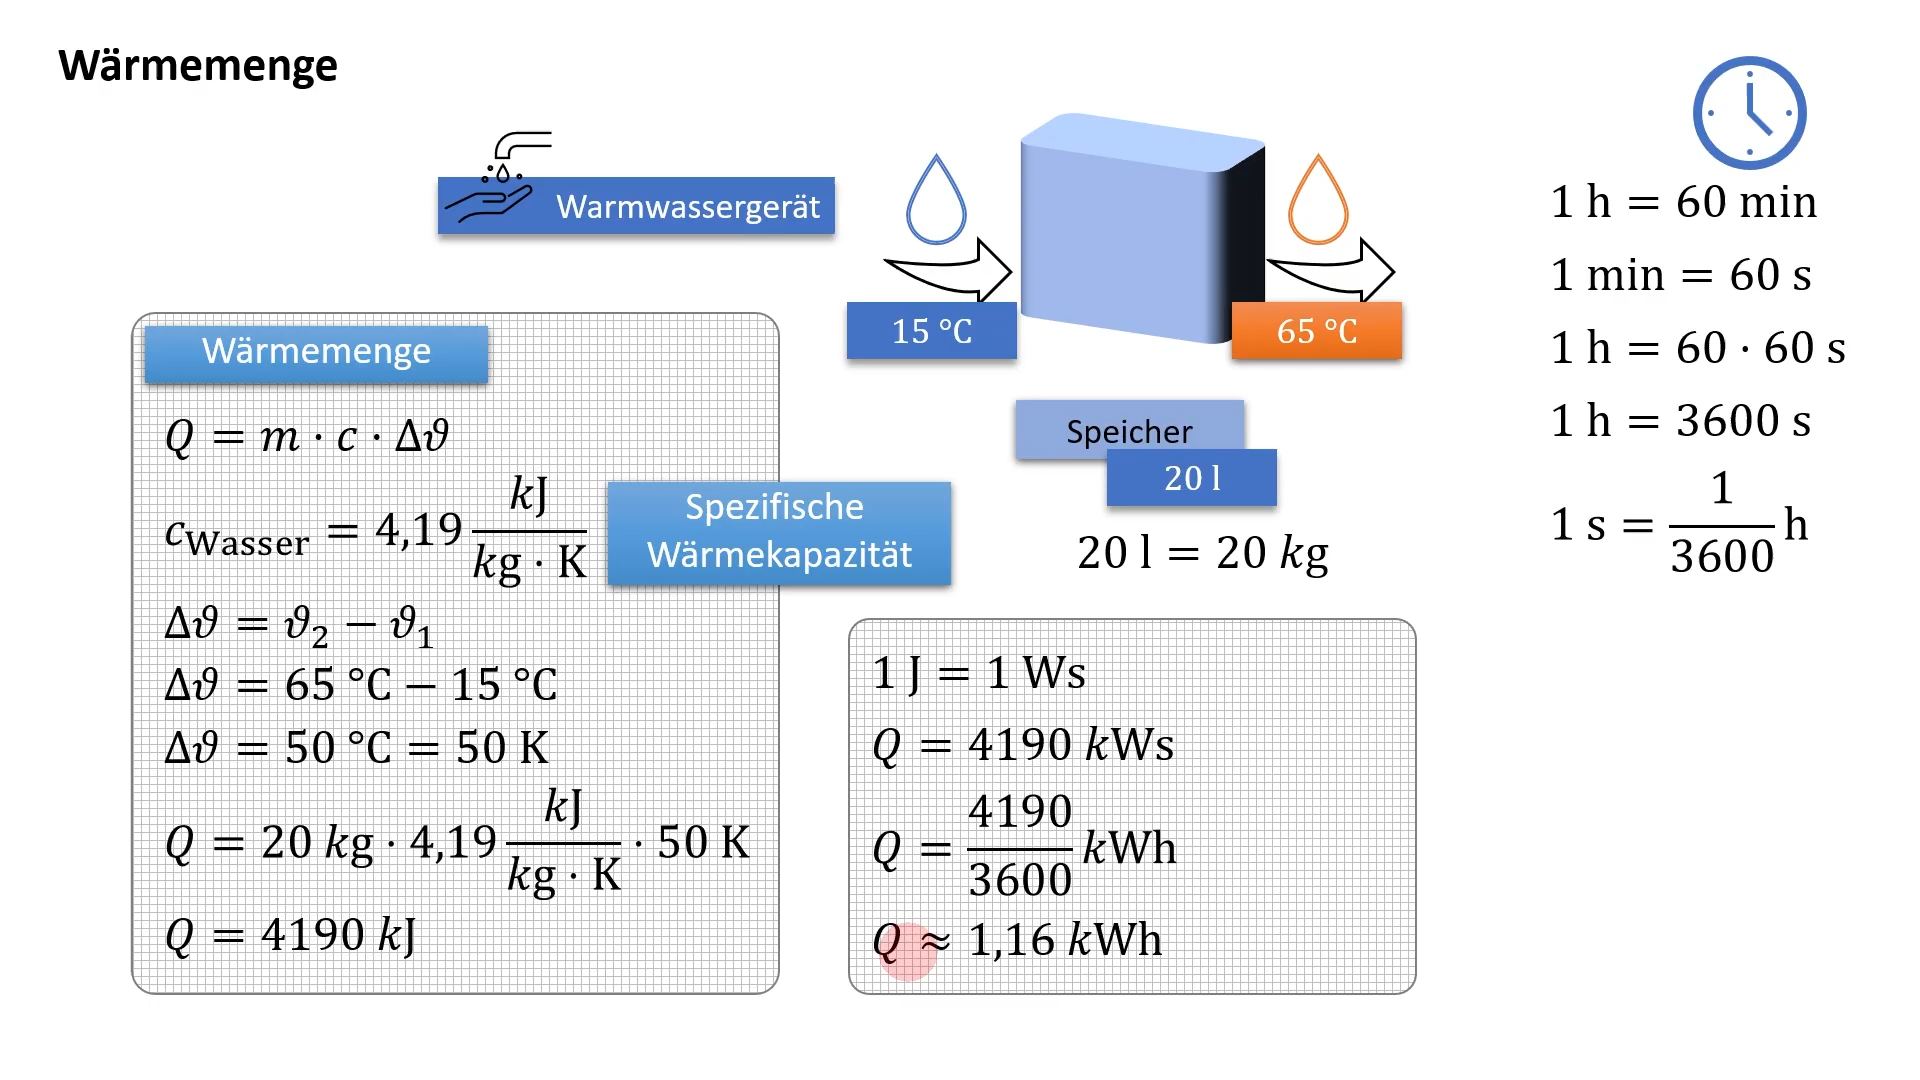 Wärmemenge
Warmwassergerät
15 °C
65 °C
Speicher
20 l
20 l = 20 kg
1 h = 60 min
1 min = 60 s
1 h = 60 · 60 s
1 h = 3600 s
1 s = 1/3600 h
Wärmemenge
Q = m · c · Δϑ
c_Wasser = 4,19 kJ/(kg · K)
Spezifische
Wärmekapazität
Δϑ = ϑ₂ − ϑ₁
Δϑ = 65 °C − 15 °C
Δϑ = 50 °C = 50 K
Q = 20 kg · 4,19 kJ/(kg · K) · 50 K
Q = 4190 kJ
1 J = 1 Ws
Q = 4190 kWs
Q = 4190/3600 kWh
Q ≈ 1,16 kWh